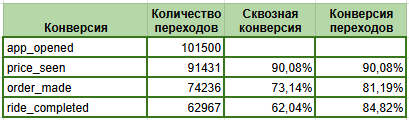 Конверсия Количество переходов Сквозная конверсия Конверсия переходов
app_opened 101500
price_seen 91431 90,08% 90,08%
order_made 74236 73,14% 81,19%
ride_completed 62967 62,04% 84,82%